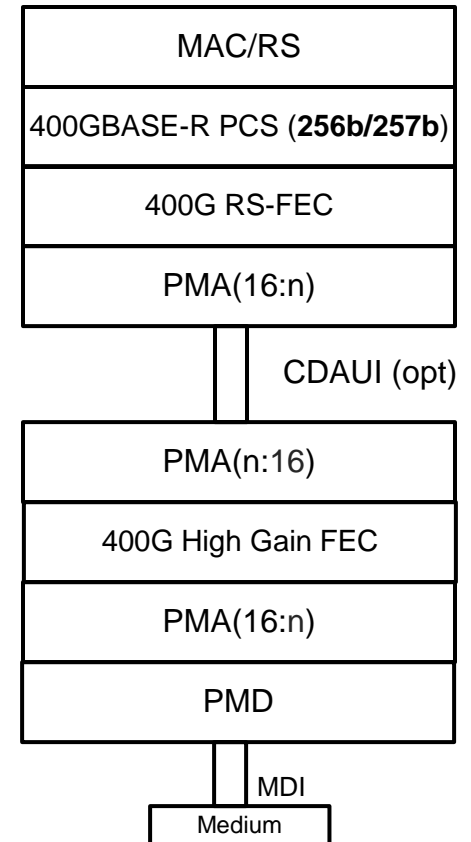 MAC/RS
400GBASE-R PCS (256b/257b)
400G RS-FEC
PMA(16:n)
CDAUI (opt)
PMA(n:16)
400G High Gain FEC
PMA(16:n)
PMD
MDI
Medium